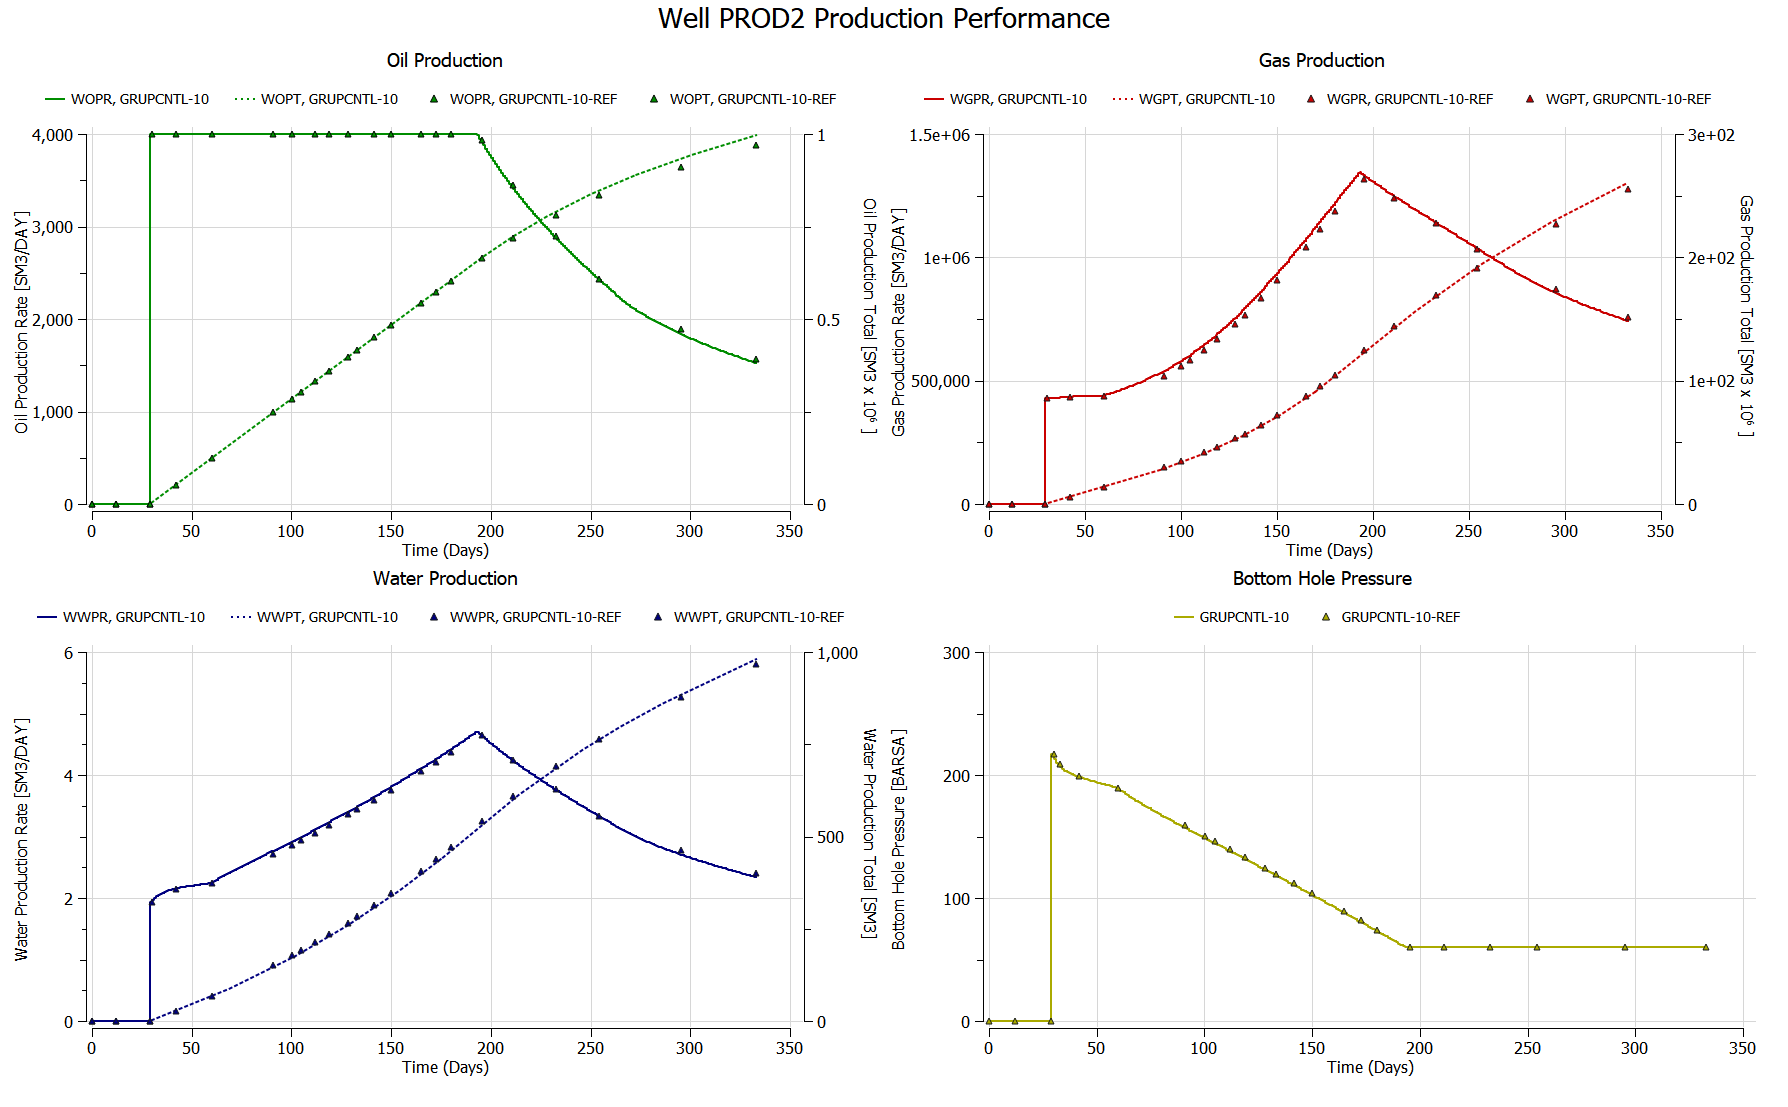 Well PROD2 Production Performance
Oil Production
WOPR, GRUPCNTL-10 WOPT, GRUPCNTL-10 WOPR, GRUPCNTL-10-REF WOPT, GRUPCNTL-10-REF
Oil Production Rate [SM3/DAY]
4,000
3,000
2,000
1,000
0
1
0.5
0
Oil Production Total [SM3 x 10⁶ ]
0 50 100 150 200 250 300 350
Time (Days)
Gas Production
WGPR, GRUPCNTL-10 WGPT, GRUPCNTL-10 WGPR, GRUPCNTL-10-REF WGPT, GRUPCNTL-10-REF
Gas Production Rate [SM3/DAY]
1.5e+06
1e+06
500,000
0
3e+02
2e+02
1e+02
0
Gas Production Total [SM3 x 10⁶ ]
0 50 100 150 200 250 300 350
Time (Days)
Water Production
WWPR, GRUPCNTL-10 WWPT, GRUPCNTL-10 WWPR, GRUPCNTL-10-REF WWPT, GRUPCNTL-10-REF
Water Production Rate [SM3/DAY]
6
4
2
0
1,000
500
0
Water Production Total [SM3]
0 50 100 150 200 250 300 350
Time (Days)
Bottom Hole Pressure
GRUPCNTL-10 GRUPCNTL-10-REF
Bottom Hole Pressure [BARSA]
300
200
100
0
0 50 100 150 200 250 300 350
Time (Days)